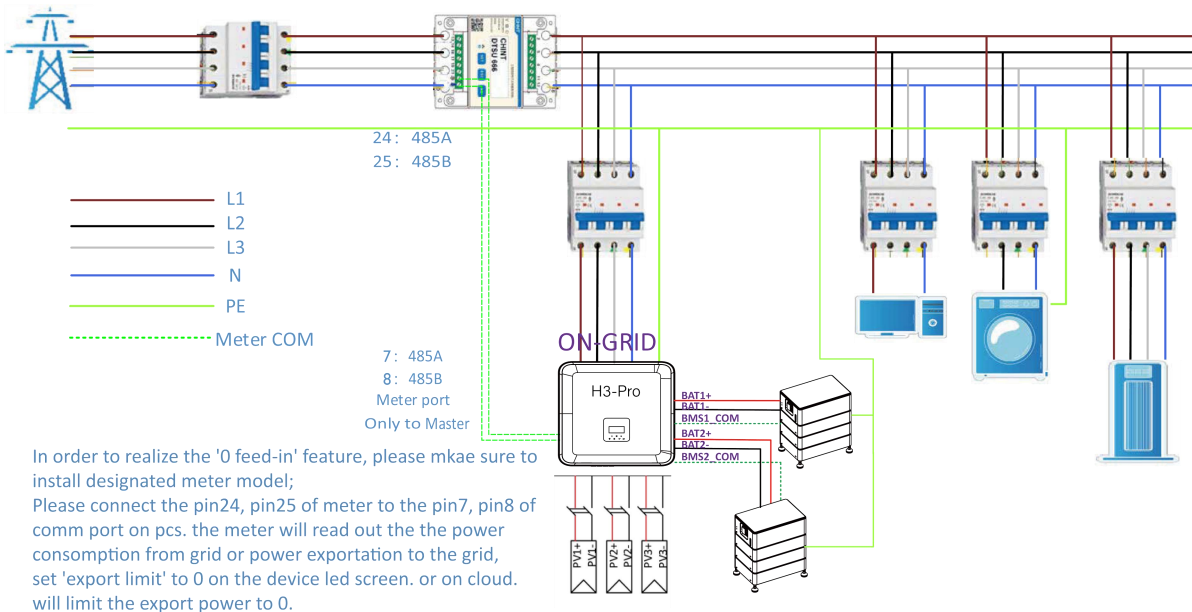 CHINT
DTSU 666
24: 485A
25: 485B
L1
L2
L3
N
PE
Meter COM
7: 485A
8: 485B
Meter port
Only to Master
ON-GRID
H3-Pro
BAT1+
BAT1-
BMS1_COM
BAT2+
BAT2-
BMS2_COM
PV1+
PV1-
PV2+
PV2-
PV3+
PV3-
In order to realize the '0 feed-in' feature, please mkae sure to
install designated meter model;
Please connect the pin24, pin25 of meter to the pin7, pin8 of
comm port on pcs. the meter will read out the the power
consomption from grid or power exportation to the grid,
set 'export limit' to 0 on the device led screen. or on cloud.
will limit the export power to 0.